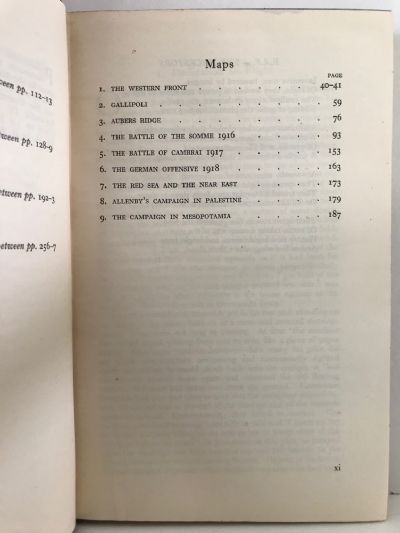 tween pp. 112-13
tween pp. 128-9
etween pp. 192-3
etween pp. 256-7
Maps
PAGE
1. THE WESTERN FRONT . . . . . . 40-41
2. GALLIPOLI . . . . . . . 59
3. AUBERS RIDGE . . . . . . 76
4. THE BATTLE OF THE SOMME 1916 . . . . 93
5. THE BATTLE OF CAMBRAI 1917 . . . . 153
6. THE GERMAN OFFENSIVE 1918 . . . . 163
7. THE RED SEA AND THE NEAR EAST . . . . 173
8. ALLENBY'S CAMPAIGN IN PALESTINE . . . . 179
9. THE CAMPAIGN IN MESOPOTAMIA . . . . 187
xi